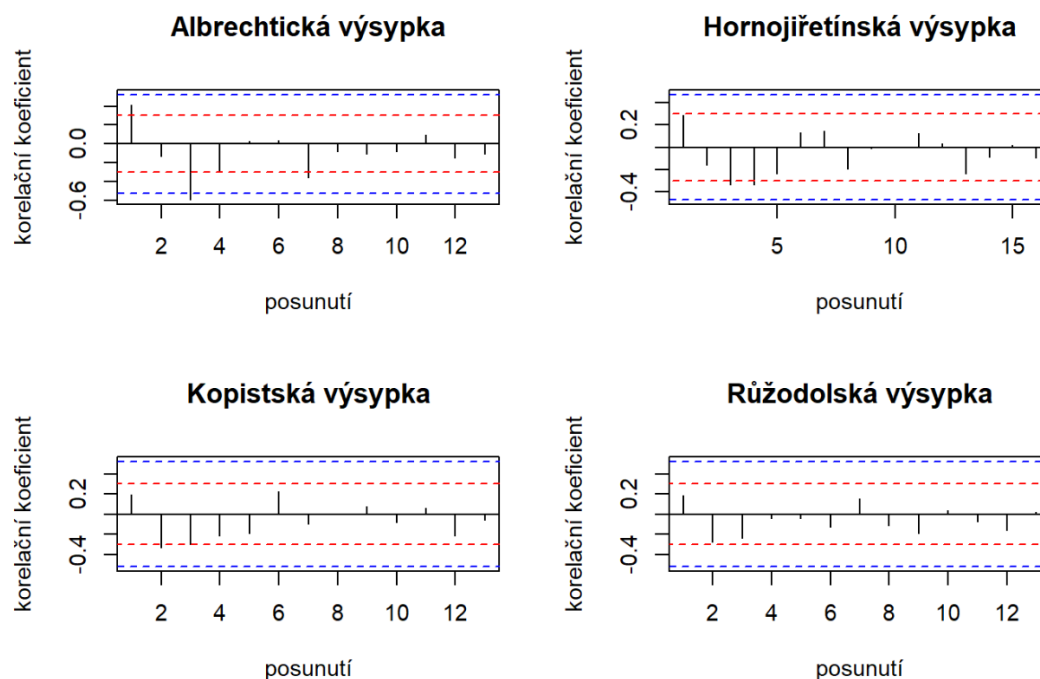 Albrechtická výsypka
korelační koeficient
0.0
-0.6
2 4 6 8 10 12
posunutí
Hornojiřetínská výsypka
korelační koeficient
0.2
-0.4
5 10 15
posunutí
Kopistská výsypka
korelační koeficient
0.2
-0.4
2 4 6 8 10 12
posunutí
Růžodolská výsypka
korelační koeficient
0.2
-0.4
2 4 6 8 10 12
posunutí